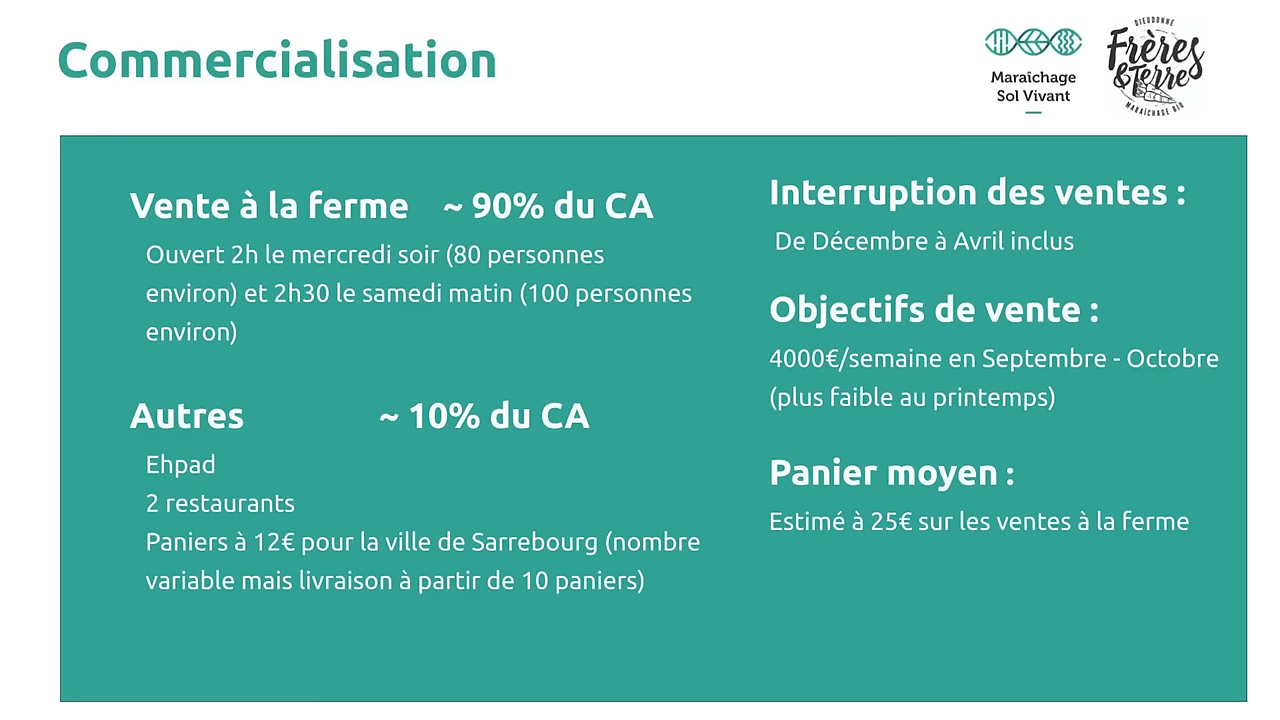 Commercialisation
Maraîchage
Sol Vivant
DIEUDONNÉ
Frères
&Terre
MARAÎCHAGE BIO
Vente à la ferme ~ 90% du CA
Ouvert 2h le mercredi soir (80 personnes
environ) et 2h30 le samedi matin (100 personnes
environ)
Autres ~ 10% du CA
Ehpad
2 restaurants
Paniers à 12€ pour la ville de Sarrebourg (nombre
variable mais livraison à partir de 10 paniers)
Interruption des ventes :
De Décembre à Avril inclus
Objectifs de vente :
4000€/semaine en Septembre - Octobre
(plus faible au printemps)
Panier moyen :
Estimé à 25€ sur les ventes à la ferme